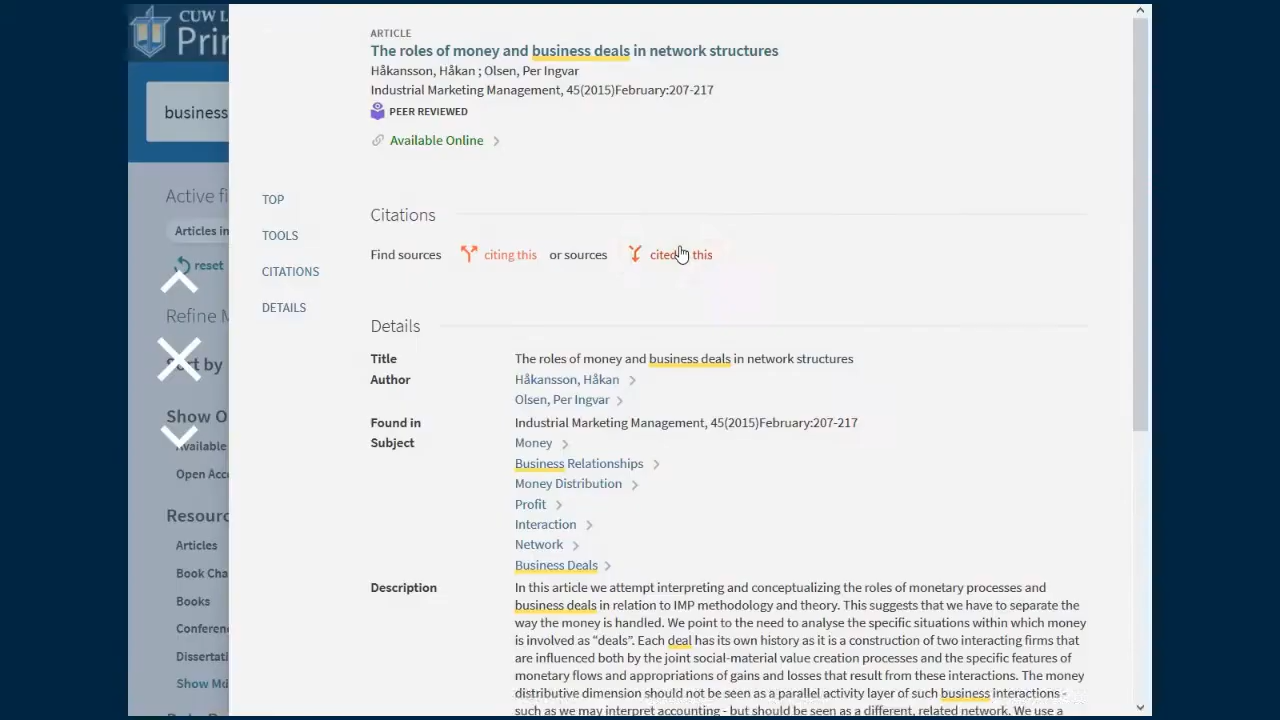 CUW L
Prin
business
Active fi
Articles in
reset
Refine M
Sort by
Show O
Available
Open Acc
Resourc
Articles
Book Cha
Books
Conferen
Dissertati
Show Mo
ARTICLE
The roles of money and business deals in network structures
Håkansson, Håkan ; Olsen, Per Ingvar
Industrial Marketing Management, 45(2015)February:207-217
PEER REVIEWED
Available Online
TOP
TOOLS
CITATIONS
DETAILS
Citations
Find sources citing this or sources cited this
Details
Title The roles of money and business deals in network structures
Author Håkansson, Håkan
Olsen, Per Ingvar
Found in Industrial Marketing Management, 45(2015)February:207-217
Subject Money
Business Relationships
Money Distribution
Profit
Interaction
Network
Business Deals
Description In this article we attempt interpreting and conceptualizing the roles of monetary processes and
business deals in relation to IMP methodology and theory. This suggests that we have to separate the
way the money is handled. We point to the need to analyse the specific situations within which money
is involved as “deals”. Each deal has its own history as it is a construction of two interacting firms that
are influenced both by the joint social-material value creation processes and the specific features of
monetary flows and appropriations of gains and losses that result from these interactions. The money
distributive dimension should not be seen as a parallel activity layer of such business interactions -
such as we may interpret accounting - but should be seen as a different, related network. We use a